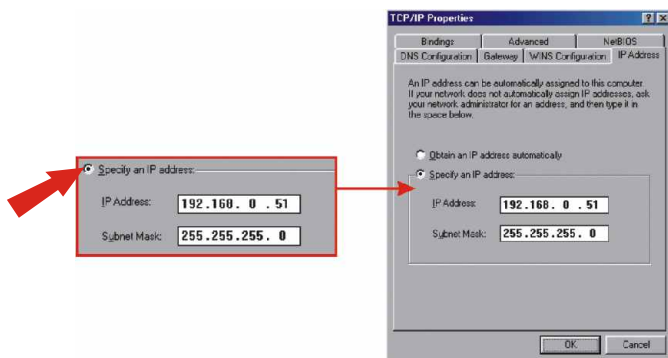 TCP/IP Properties
Bindings Advanced NetBIOS
DNS Configuration Gateway WINS Configuration IP Address
An IP address can be automatically assigned to this computer
If your network does not automatically assign IP addresses, ask
your network administrator for an address, and then type it in
the space below.
Obtain an IP address automatically
Specify an IP address:
IP Address: 192.168. 0 .51
Subnet Mask: 255.255.255. 0
OK Cancel
Specify an IP address:
IP Address: 192.168. 0 .51
Subnet Mask: 255.255.255. 0